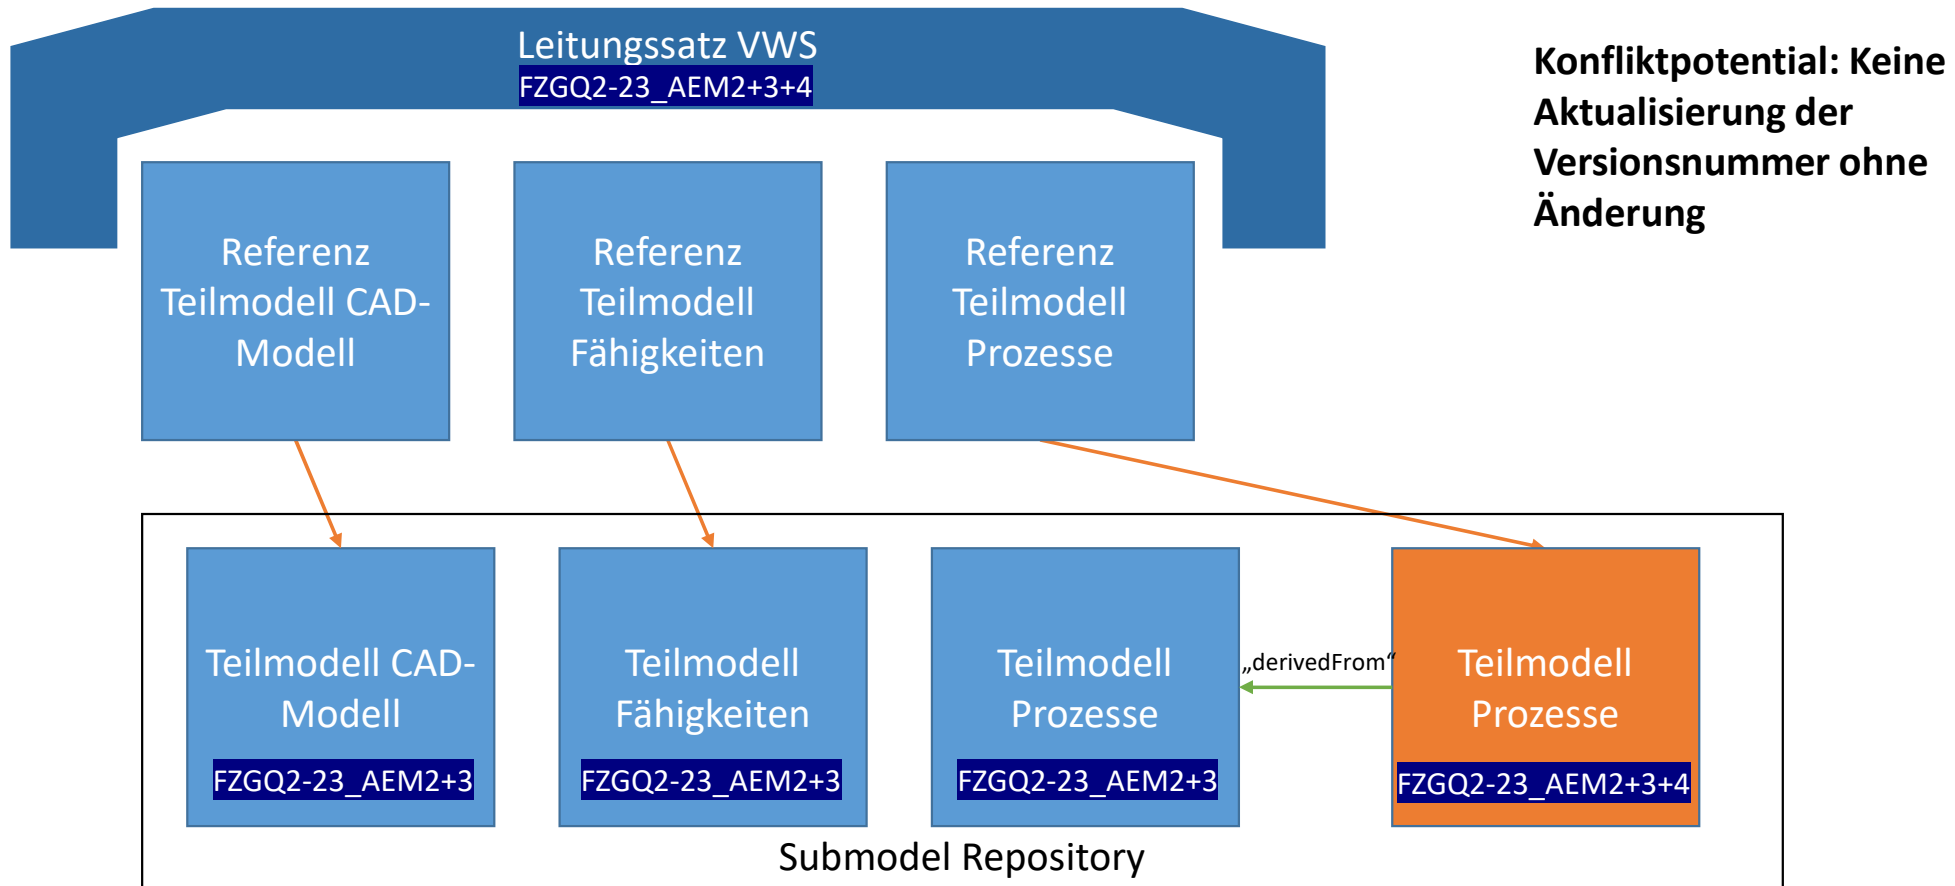 Leitungssatz VWS
FZGQ2-23_AEM2+3+4
Konfliktpotential: Keine
Aktualisierung der
Versionsnummer ohne
Änderung
Referenz
Teilmodell CAD-
Modell
Referenz
Teilmodell
Fähigkeiten
Referenz
Teilmodell
Prozesse
Teilmodell CAD-
Modell
FZGQ2-23_AEM2+3
Teilmodell
Fähigkeiten
FZGQ2-23_AEM2+3
Teilmodell
Prozesse
FZGQ2-23_AEM2+3
„derivedFrom“
Teilmodell
Prozesse
FZGQ2-23_AEM2+3+4
Submodel Repository